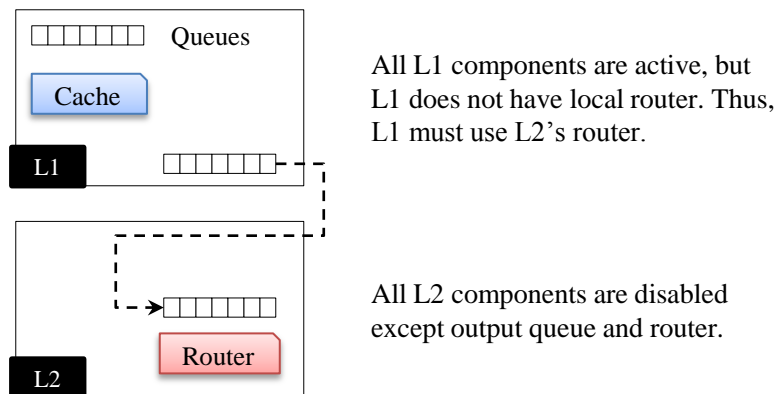 Queues
Cache
L1
All L1 components are active, but
L1 does not have local router. Thus,
L1 must use L2’s router.
Router
L2
All L2 components are disabled
except output queue and router.